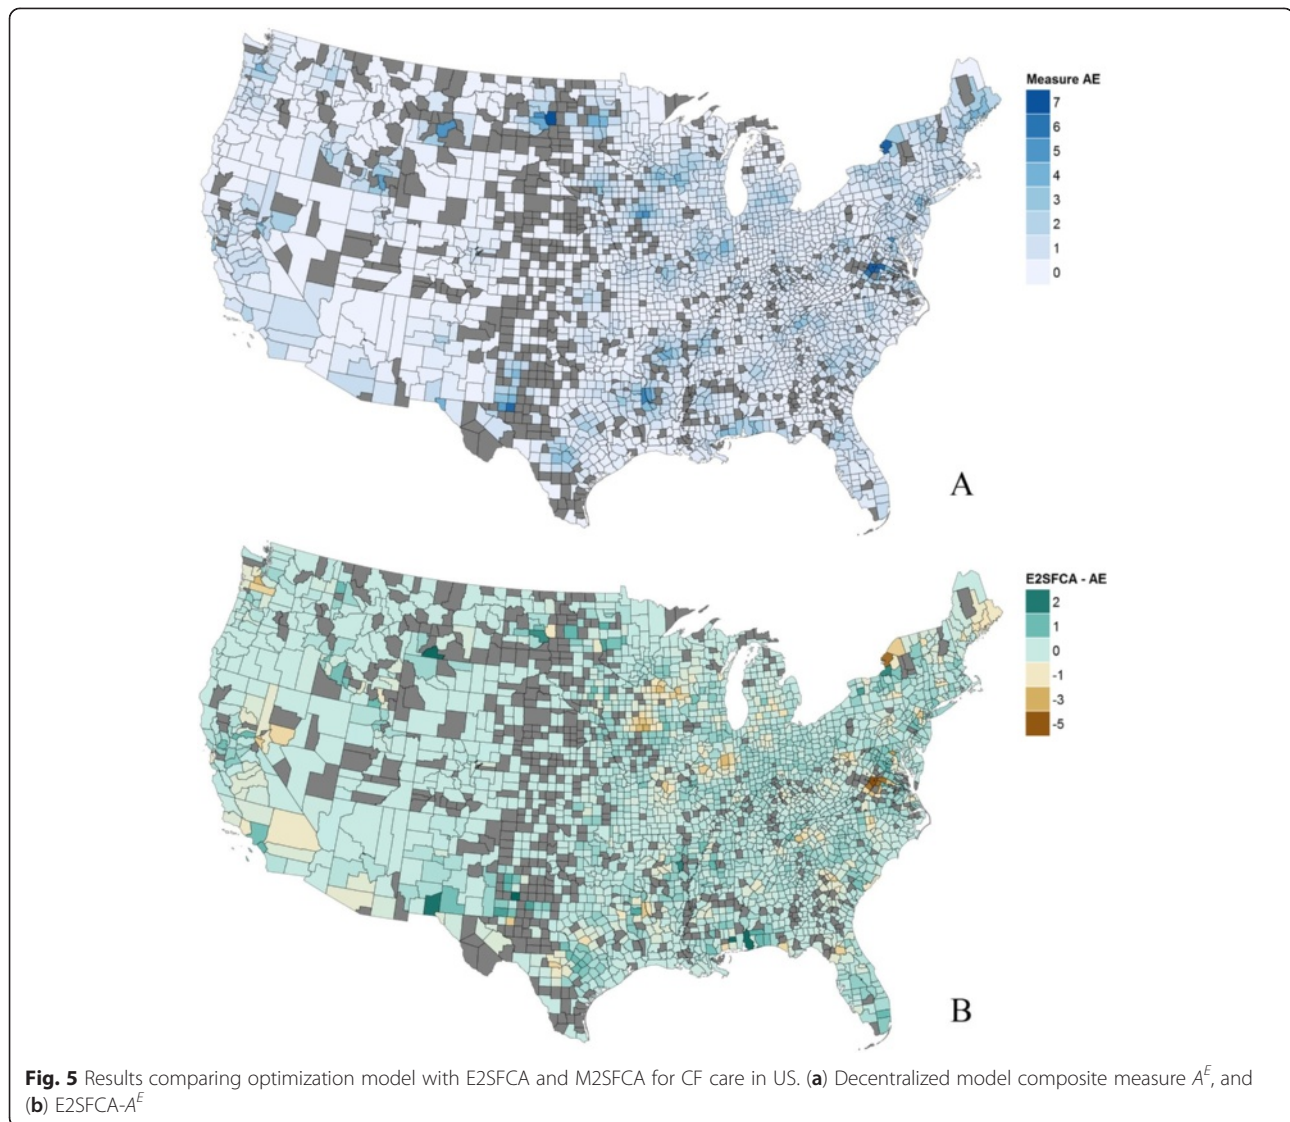 Measure AE
7
6
5
4
3
2
1
0
A
E2SFCA - AE
2
1
0
-1
-3
-5
B
Fig. 5 Results comparing optimization model with E2SFCA and M2SFCA for CF care in US. (a) Decentralized model composite measure A^E, and
(b) E2SFCA-A^E